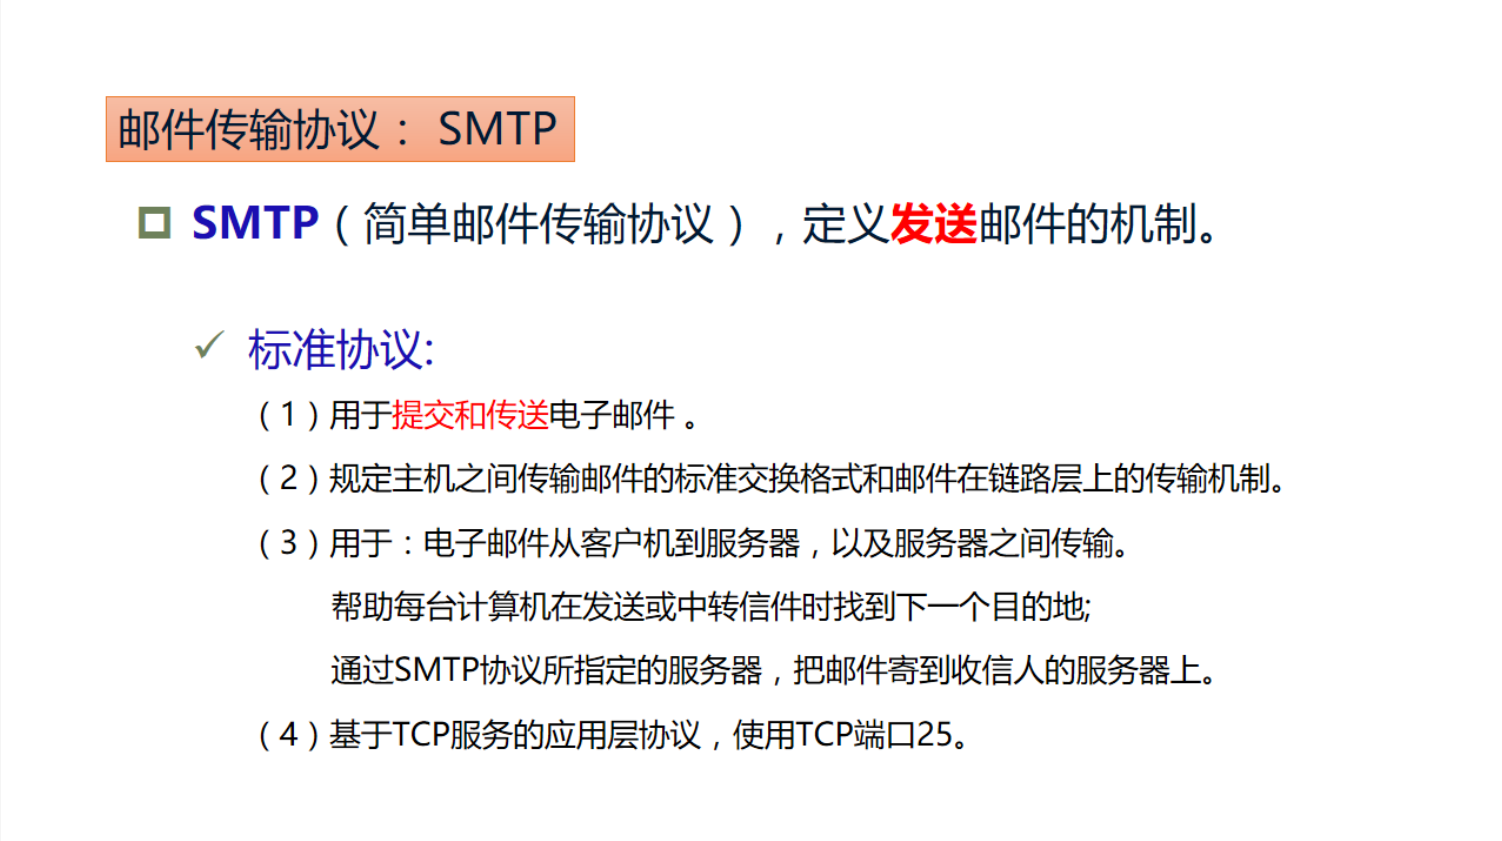 邮件传输协议： SMTP
SMTP（简单邮件传输协议），定义发送邮件的机制。
标准协议:
（1）用于提交和传送电子邮件 。
（2）规定主机之间传输邮件的标准交换格式和邮件在链路层上的传输机制。
（3）用于：电子邮件从客户机到服务器，以及服务器之间传输。
帮助每台计算机在发送或中转信件时找到下一个目的地;
通过SMTP协议所指定的服务器，把邮件寄到收信人的服务器上。
（4）基于TCP服务的应用层协议，使用TCP端口25。